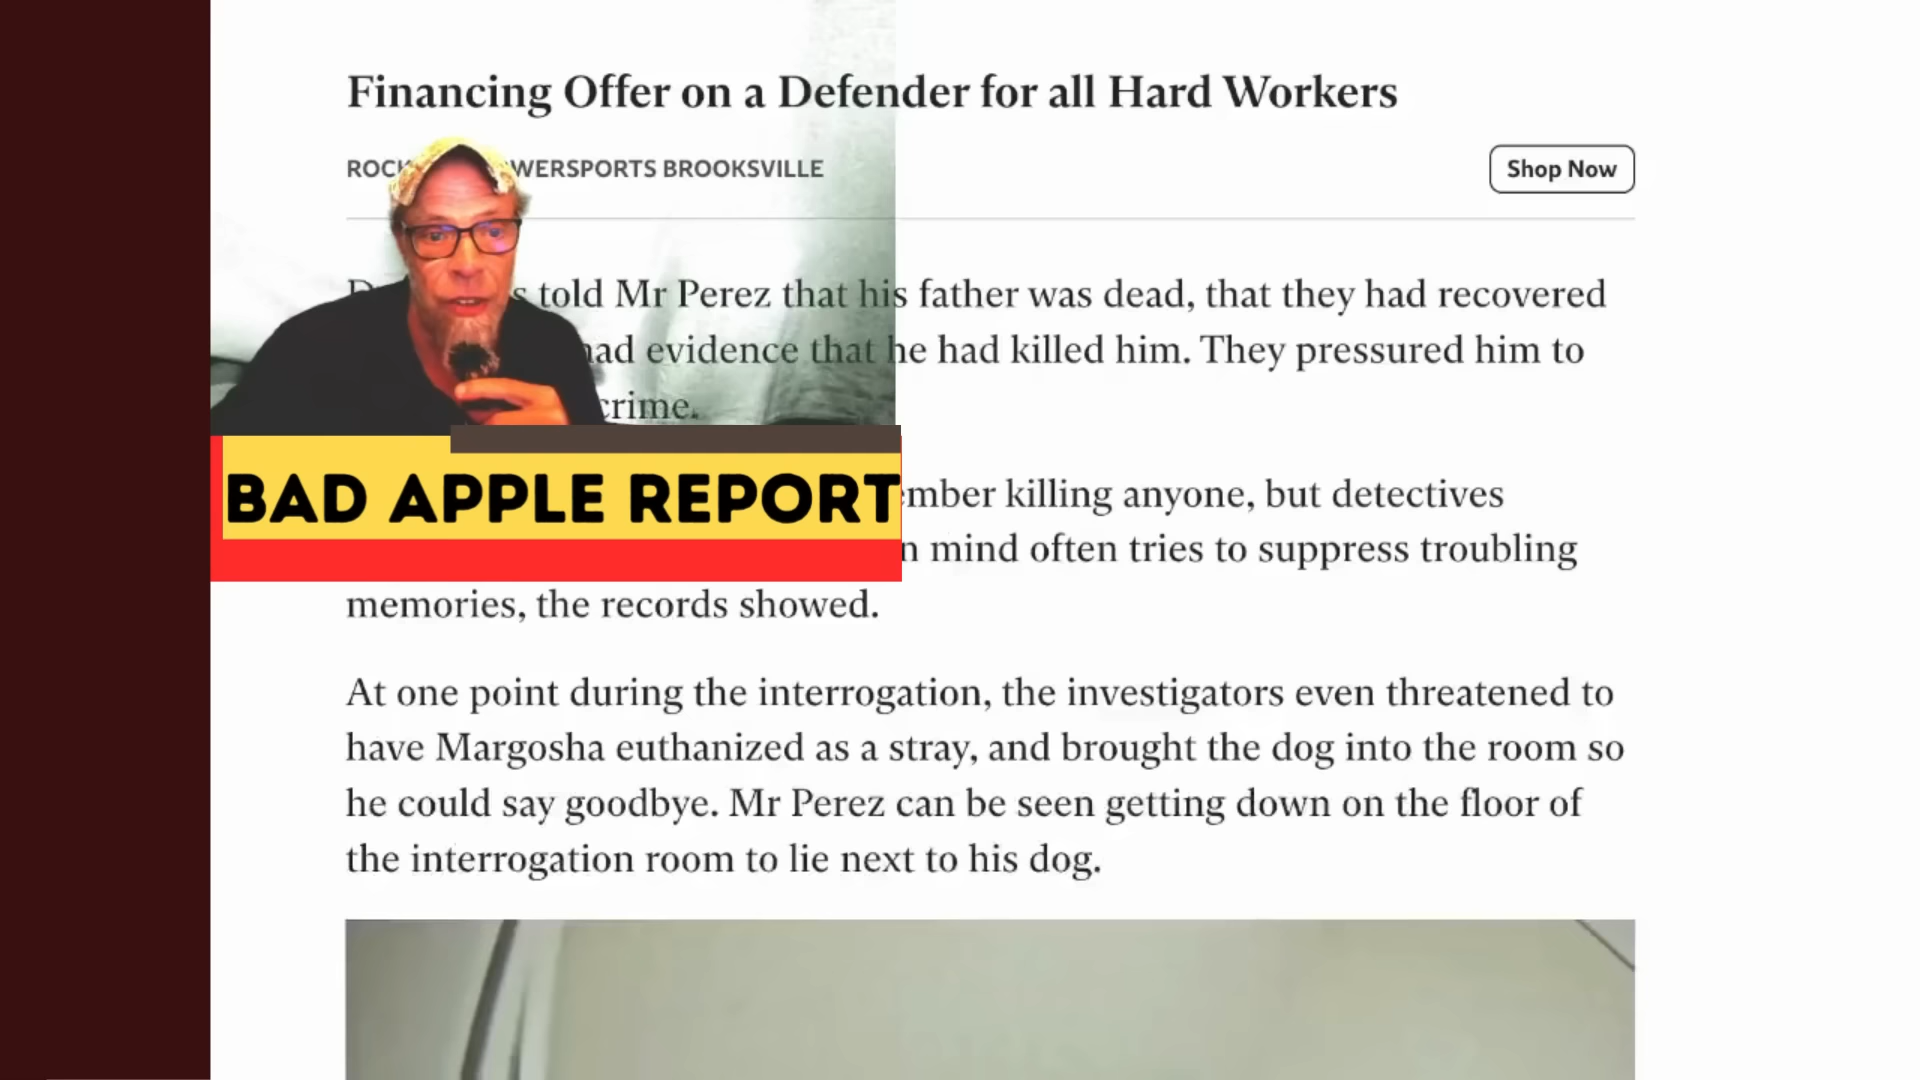 Financing Offer on a Defender for all Hard Workers
ROCK WERSPORTS BROOKSVILLE
Shop Now
told Mr Perez that his father was dead, that they had recovered
had evidence that he had killed him. They pressured him to
crime.
BAD APPLE REPORT
mber killing anyone, but detectives
n mind often tries to suppress troubling
memories, the records showed.
At one point during the interrogation, the investigators even threatened to
have Margosha euthanized as a stray, and brought the dog into the room so
he could say goodbye. Mr Perez can be seen getting down on the floor of
the interrogation room to lie next to his dog.